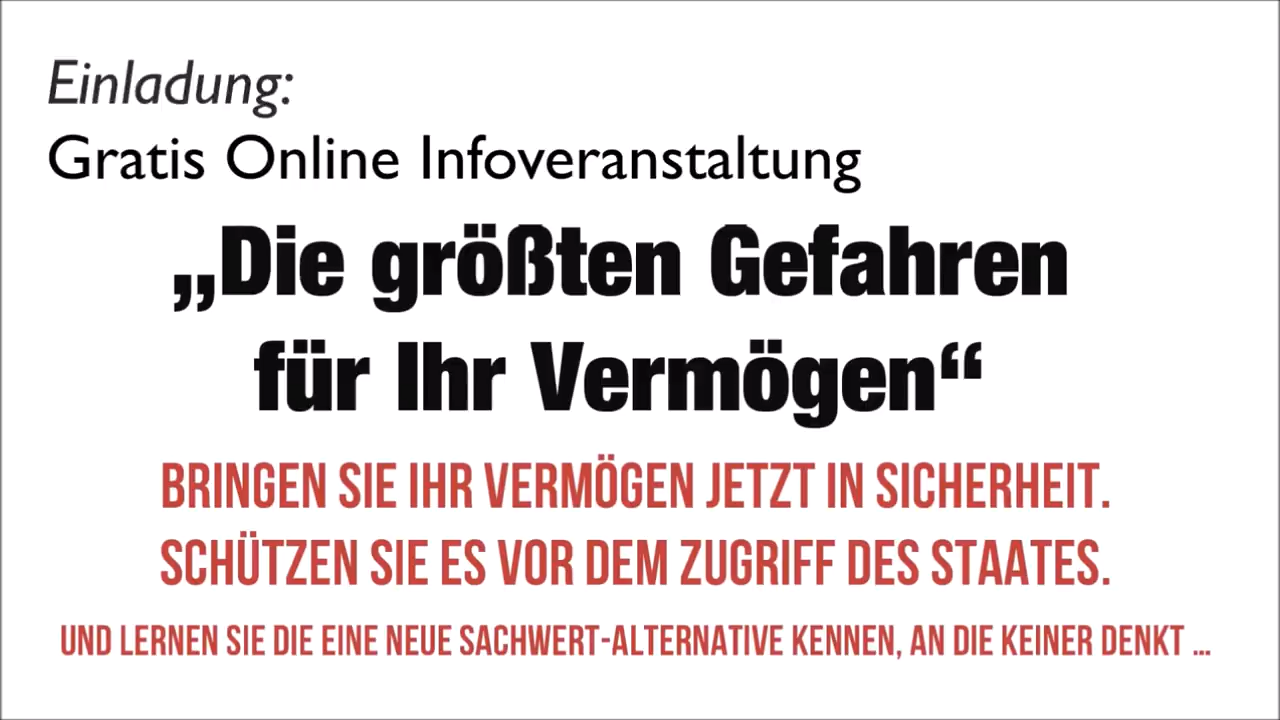 Einladung:
Gratis Online Infoveranstaltung
„Die größten Gefahren
für Ihr Vermögen“
BRINGEN SIE IHR VERMÖGEN JETZT IN SICHERHEIT.
SCHÜTZEN SIE ES VOR DEM ZUGRIFF DES STAATES.
UND LERNEN SIE DIE EINE NEUE SACHWERT-ALTERNATIVE KENNEN, AN DIE KEINER DENKT ...